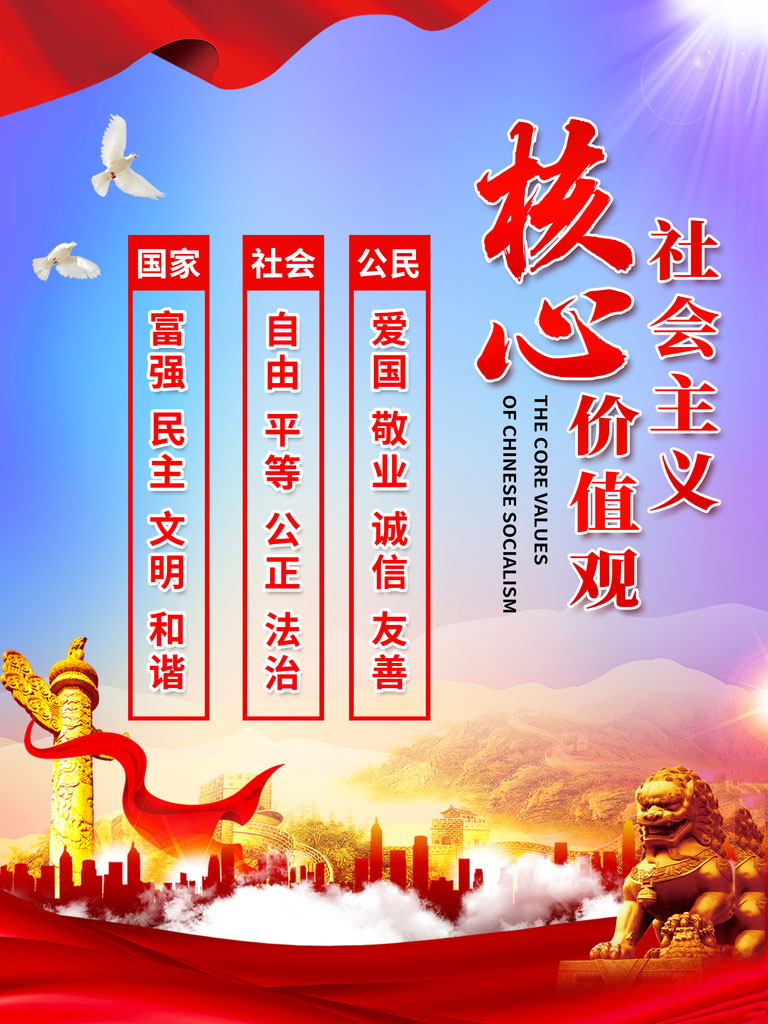 社会主义
核心价值观
THE CORE VALUES
OF CHINESE SOCIALISM
国家
富强 民主 文明 和谐
社会
自由 平等 公正 法治
公民
爱国 敬业 诚信 友善